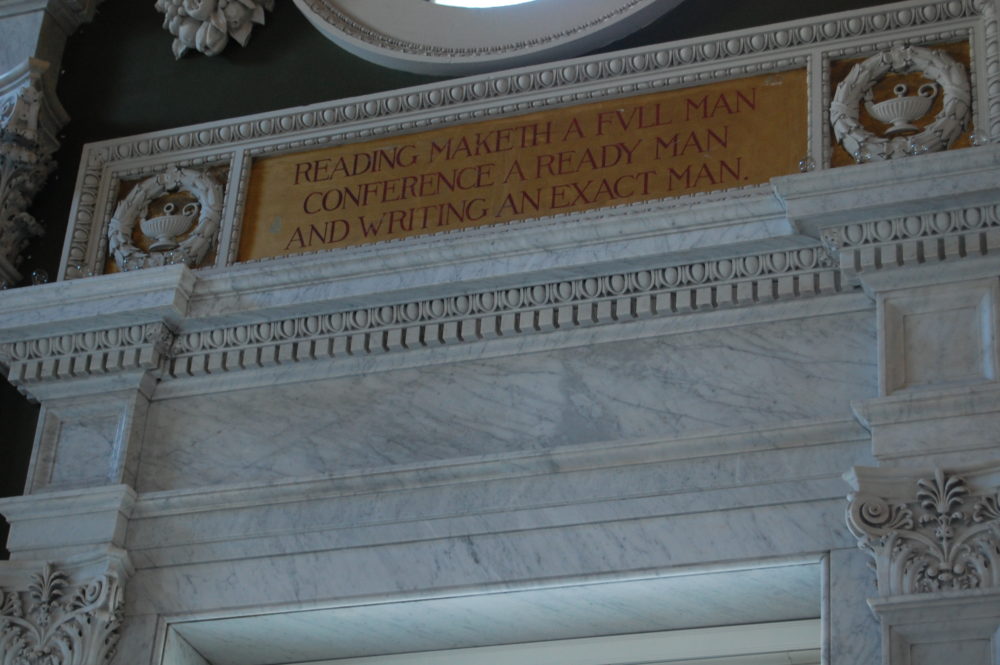 READING MAKETH A FVLL MAN
CONFERENCE A READY MAN
AND WRITING AN EXACT MAN.